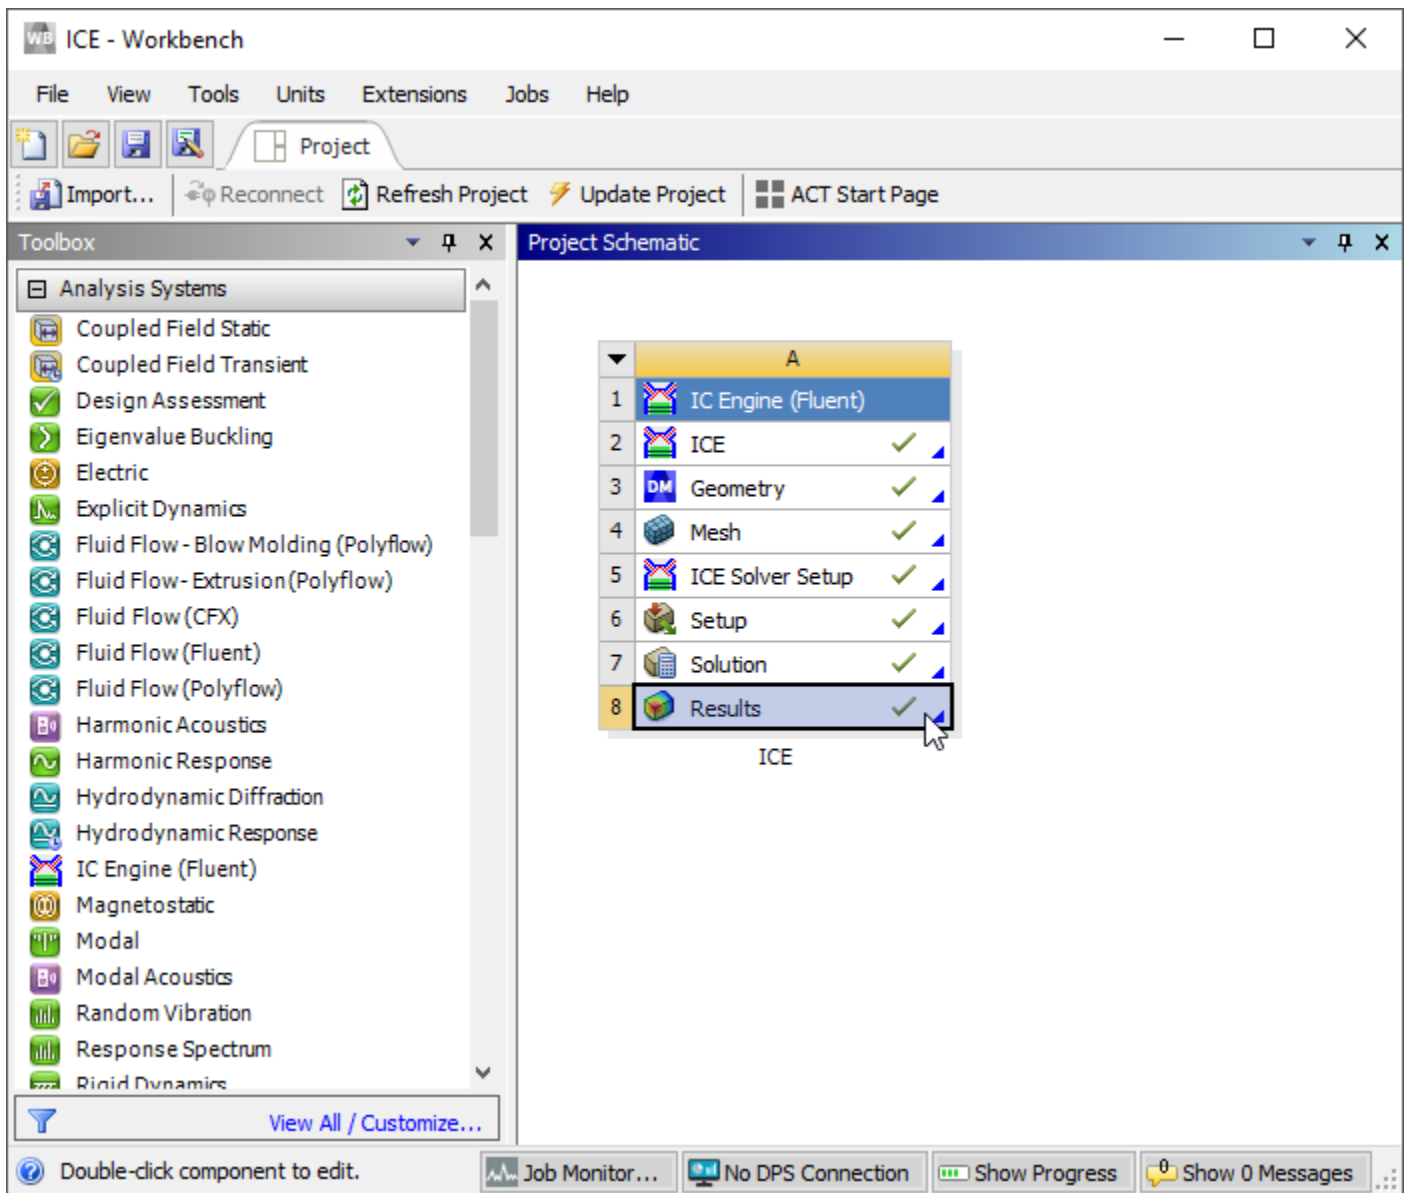 WB ICE - Workbench
File View Tools Units Extensions Jobs Help
Project
Import... Reconnect Refresh Project Update Project ACT Start Page
Toolbox
Project Schematic
Analysis Systems
Coupled Field Static
Coupled Field Transient
Design Assessment
Eigenvalue Buckling
Electric
Explicit Dynamics
Fluid Flow - Blow Molding (Polyflow)
Fluid Flow - Extrusion (Polyflow)
Fluid Flow (CFX)
Fluid Flow (Fluent)
Fluid Flow (Polyflow)
Harmonic Acoustics
Harmonic Response
Hydrodynamic Diffraction
Hydrodynamic Response
IC Engine (Fluent)
Magnetostatic
Modal
Modal Acoustics
Random Vibration
Response Spectrum
Rigid Dynamics
View All / Customize...
A
1 IC Engine (Fluent)
2 ICE
3 DM Geometry
4 Mesh
5 ICE Solver Setup
6 Setup
7 Solution
8 Results
ICE
Double-click component to edit. Job Monitor... No DPS Connection Show Progress 0 Show 0 Messages